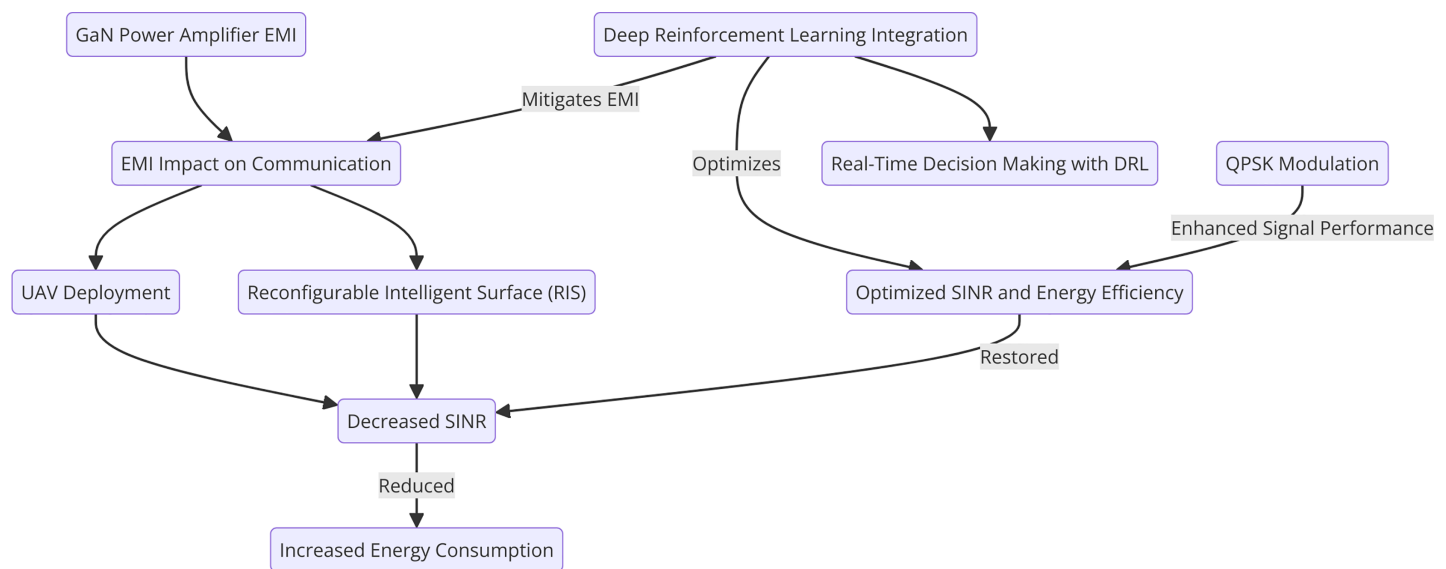 GaN Power Amplifier EMI
Deep Reinforcement Learning Integration
Mitigates EMI
EMI Impact on Communication
Optimizes
Real-Time Decision Making with DRL
QPSK Modulation
Enhanced Signal Performance
UAV Deployment
Reconfigurable Intelligent Surface (RIS)
Optimized SINR and Energy Efficiency
Restored
Decreased SINR
Reduced
Increased Energy Consumption